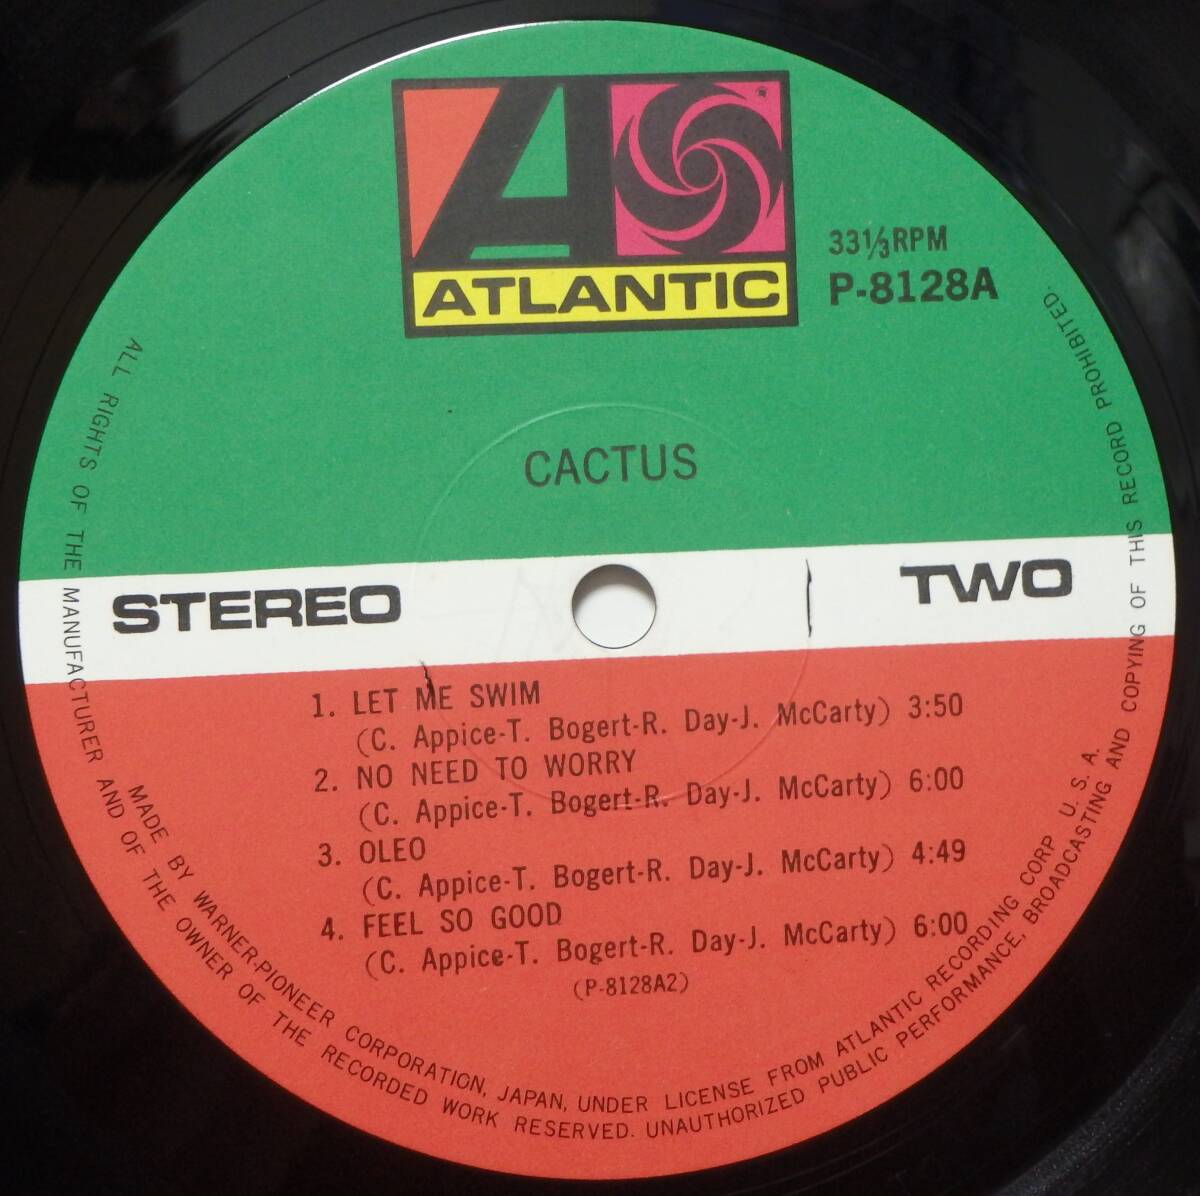 ATLANTIC
33⅓RPM
P-8128A
CACTUS
STEREO
TWO
1. LET ME SWIM
(C. Appice-T. Bogert-R. Day-J. McCarty) 3:50
2. NO NEED TO WORRY
(C. Appice-T. Bogert-R. Day-J. McCarty) 6:00
3. OLEO
(C. Appice-T. Bogert-R. Day-J. McCarty) 4:49
4. FEEL SO GOOD
(C. Appice-T. Bogert-R. Day-J. McCarty) 6:00
(P-8128A2)
MADE BY WARNER-PIONEER CORPORATION, JAPAN, UNDER LICENSE FROM ATLANTIC RECORDING CORP U. S. A.
ALL RIGHTS OF THE MANUFACTURER AND OF THE OWNER OF THE RECORDED WORK RESERVED. UNAUTHORIZED PUBLIC PERFORMANCE, BROADCASTING AND COPYING OF THIS RECORD PROHIBITED.